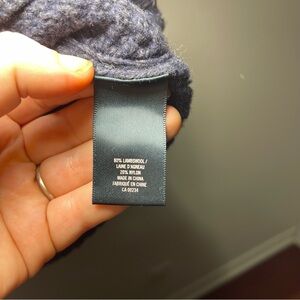 80% LAMBSWOOL /
LAINE D'AGNEAU
20% NYLON
MADE IN CHINA
FABRIQUÉ EN CHINE
CA 00234